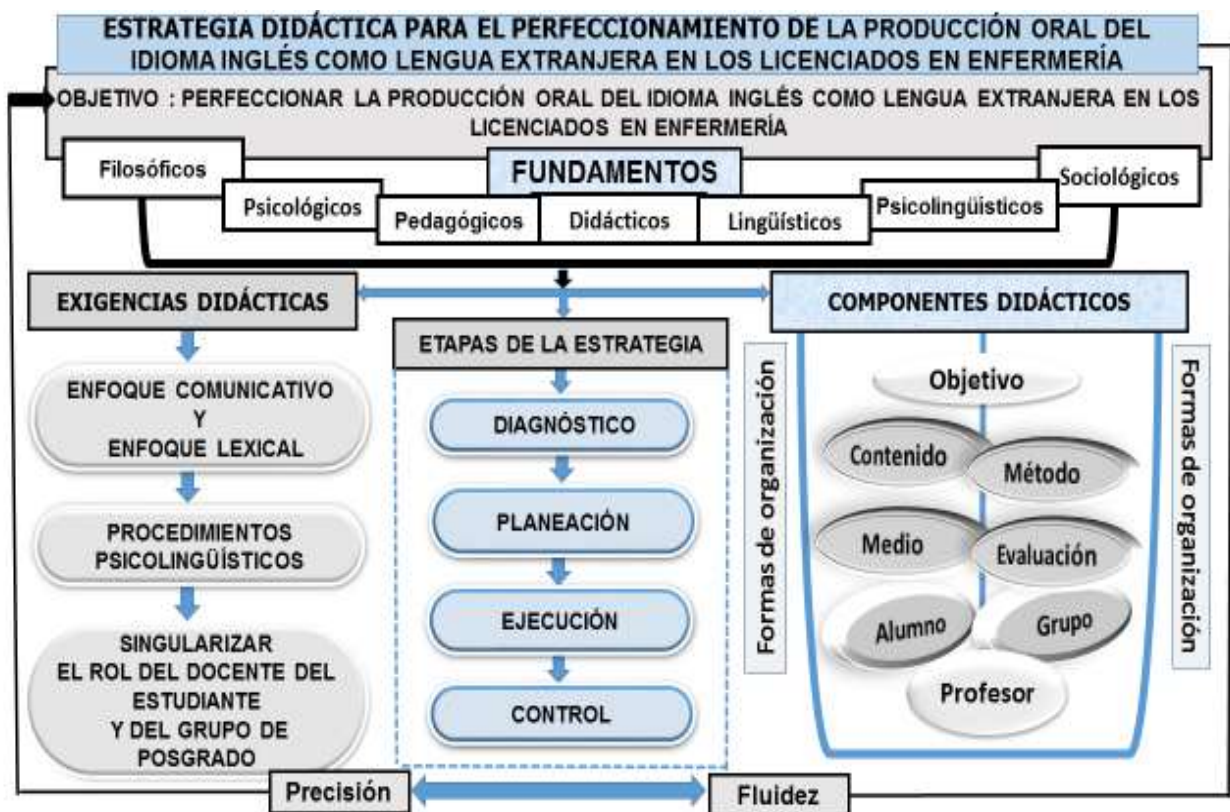 ESTRATEGIA DIDÁCTICA PARA EL PERFECCIONAMIENTO DE LA PRODUCCIÓN ORAL DEL
IDIOMA INGLÉS COMO LENGUA EXTRANJERA EN LOS LICENCIADOS EN ENFERMERÍA
OBJETIVO : PERFECCIONAR LA PRODUCCIÓN ORAL DEL IDIOMA INGLÉS COMO LENGUA EXTRANJERA EN LOS
LICENCIADOS EN ENFERMERÍA
FUNDAMENTOS
Filosóficos
Psicológicos
Pedagógicos
Didácticos
Lingüísticos
Psicolingüisticos
Sociológicos
EXIGENCIAS DIDÁCTICAS
ENFOQUE COMUNICATIVO
Y
ENFOQUE LEXICAL
PROCEDIMIENTOS
PSICOLINGÜÍSTICOS
SINGULARIZAR
EL ROL DEL DOCENTE DEL
ESTUDIANTE
Y DEL GRUPO DE
POSGRADO
ETAPAS DE LA ESTRATEGIA
DIAGNÓSTICO
PLANEACIÓN
EJECUCIÓN
CONTROL
COMPONENTES DIDÁCTICOS
Formas de organización
Objetivo
Contenido
Método
Medio
Evaluación
Alumno
Grupo
Profesor
Formas de organización
Precisión
Fluidez